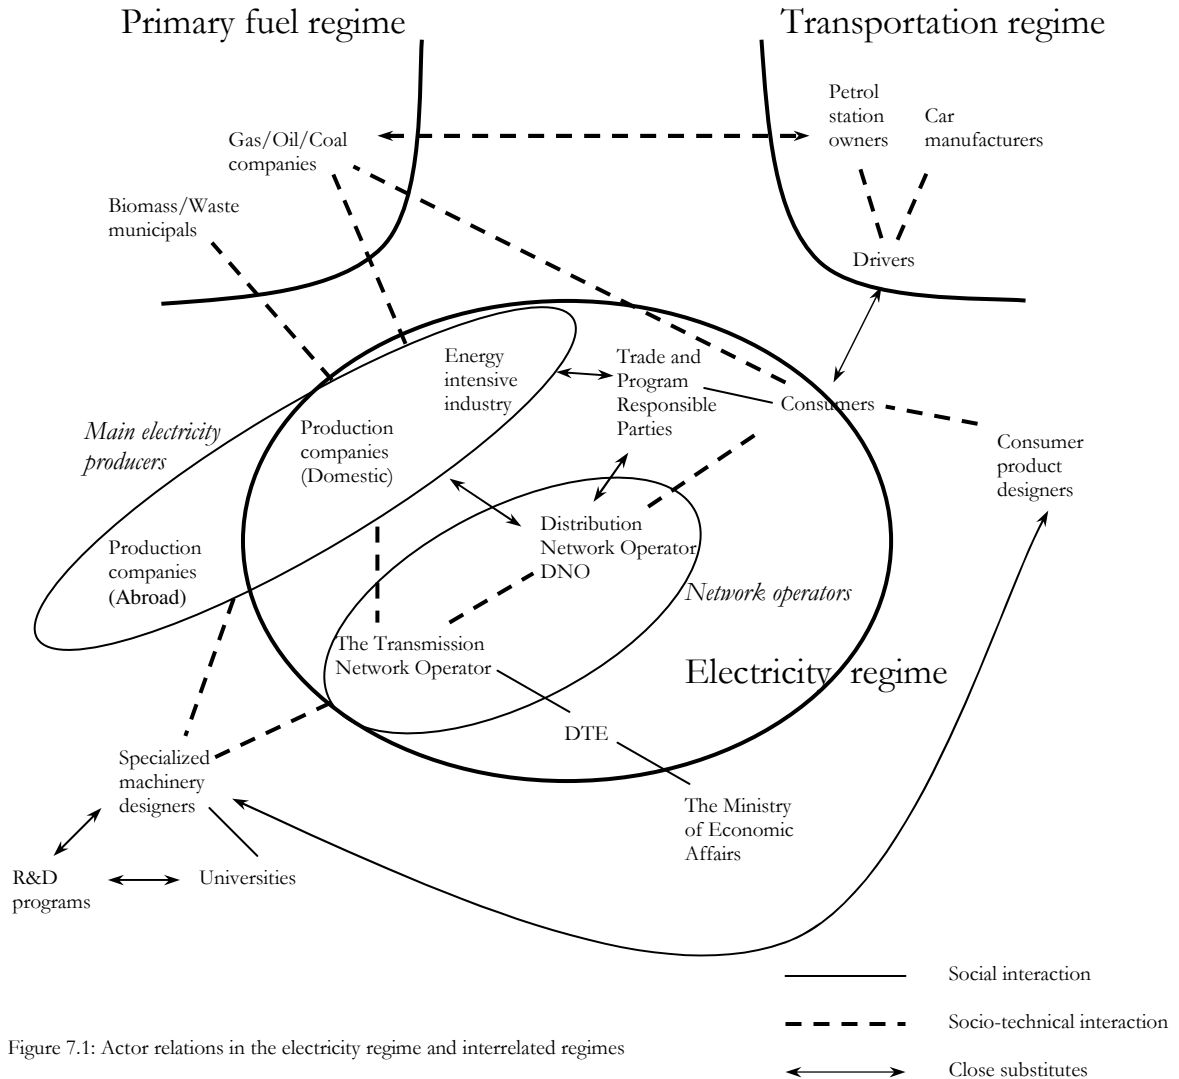 Primary fuel regime
Transportation regime
Petrol
station
owners
Car
manufacturers
Gas/Oil/Coal
companies
Biomass/Waste
municipals
Drivers
Energy
intensive
industry
Trade and
Program
Responsible
Parties
Consumers
Main electricity
producers
Production
companies
(Domestic)
Consumer
product
designers
Production
companies
(Abroad)
Distribution
Network Operator
DNO
Network operators
The Transmission
Network Operator
Electricity regime
DTE
Specialized
machinery
designers
The Ministry
of Economic
Affairs
R&D
programs
Universities
Social interaction
Socio-technical interaction
Close substitutes
Figure 7.1: Actor relations in the electricity regime and interrelated regimes